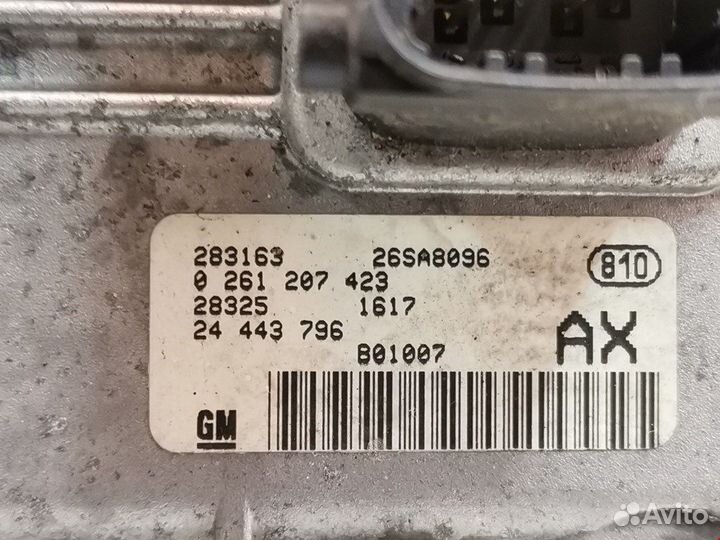 283163 26SA8096 810
0 261 207 423
28325 1617
24 443 796 AX
B01007
GM
Avito